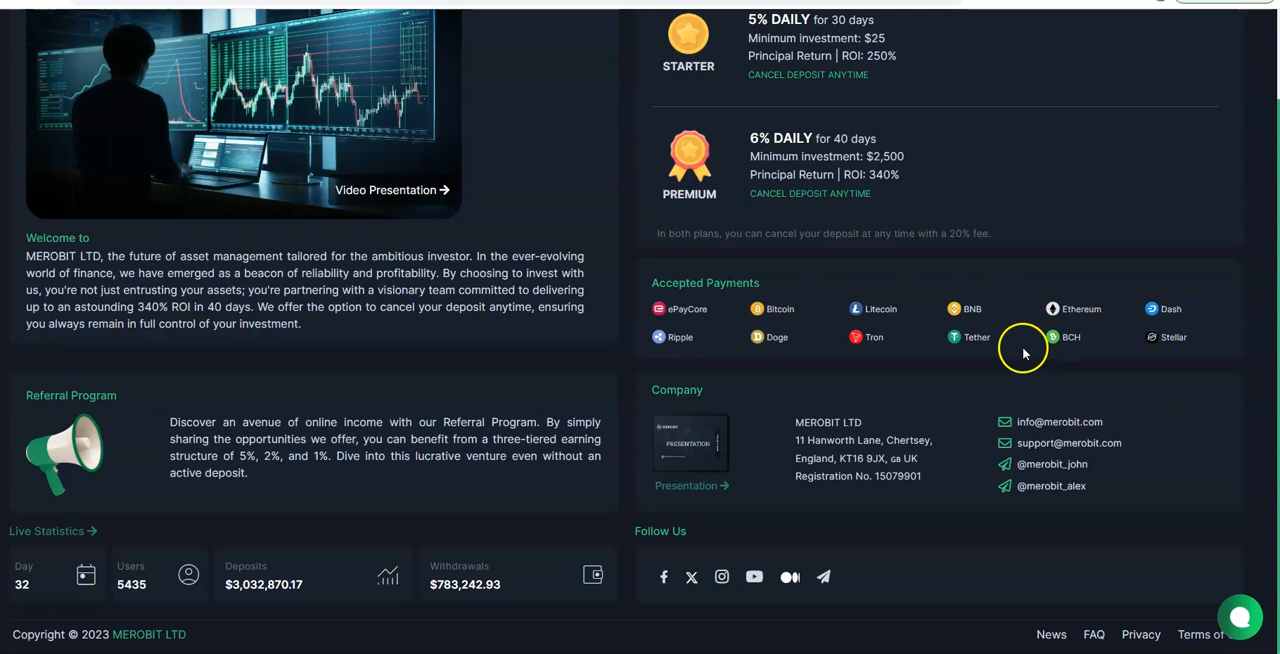 Video Presentation →
Welcome to
MEROBIT LTD, the future of asset management tailored for the ambitious investor. In the ever-evolving
world of finance, we have emerged as a beacon of reliability and profitability. By choosing to invest with
us, you're not just entrusting your assets; you're partnering with a visionary team committed to delivering
up to an astounding 340% ROI in 40 days. We offer the option to cancel your deposit anytime, ensuring
you always remain in full control of your investment.
5% DAILY for 30 days
Minimum investment: $25
Principal Return | ROI: 250%
CANCEL DEPOSIT ANYTIME
STARTER
6% DAILY for 40 days
Minimum investment: $2,500
Principal Return | ROI: 340%
CANCEL DEPOSIT ANYTIME
PREMIUM
In both plans, you can cancel your deposit at any time with a 20% fee.
Accepted Payments
ePayCore Bitcoin Litecoin BNB Ethereum Dash
Ripple Doge Tron Tether BCH Stellar
Referral Program
Discover an avenue of online income with our Referral Program. By simply
sharing the opportunities we offer, you can benefit from a three-tiered earning
structure of 5%, 2%, and 1%. Dive into this lucrative venture even without an
active deposit.
Company
PRESENTATION
Presentation →
MEROBIT LTD
11 Hanworth Lane, Chertsey,
England, KT16 9JX, GB UK
Registration No. 15079901
info@merobit.com
support@merobit.com
@merobit_john
@merobit_alex
Live Statistics →
Day
32
Users
5435
Deposits
$3,032,870.17
Withdrawals
$783,242.93
Follow Us
Copyright © 2023 MEROBIT LTD
News FAQ Privacy Terms of